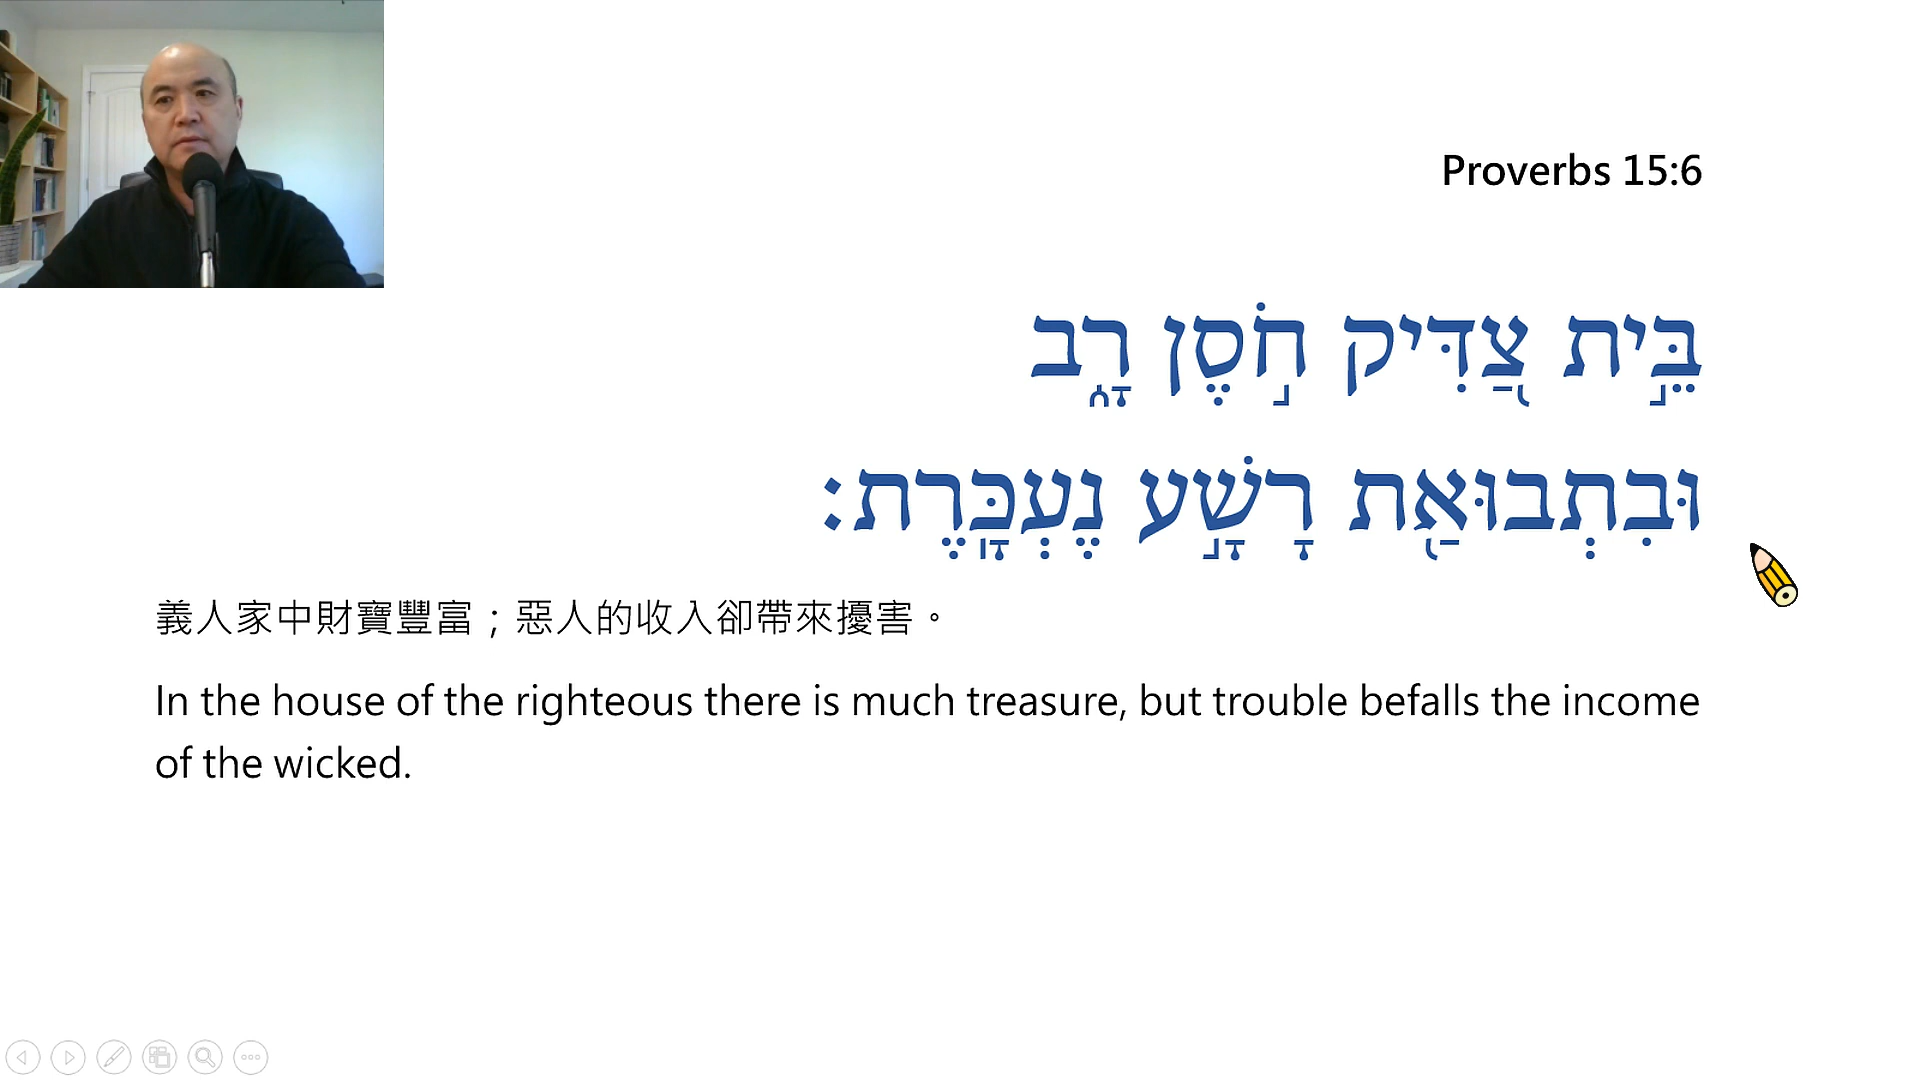 Proverbs 15:6
בֵּ֣ית צַ֭דִּיק חֹ֣סֶן רָ֑ב
וּבִתְבוּאַ֖ת רָשָׁ֣ע נֶעְכָּֽרֶת׃
義人家中財寶豐富；惡人的收入卻帶來擾害。
In the house of the righteous there is much treasure, but trouble befalls the income
of the wicked.